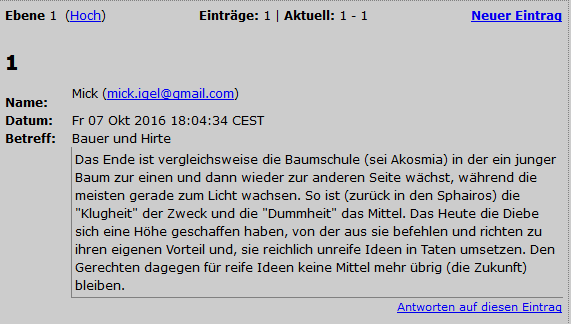 Ebene 1 (Hoch) Einträge: 1 | Aktuell: 1 - 1 Neuer Eintrag
1
Name: Mick (mick.igel@gmail.com)
Datum: Fr 07 Okt 2016 18:04:34 CEST
Betreff: Bauer und Hirte
Das Ende ist vergleichsweise die Baumschule (sei Akosmia) in der ein junger
Baum zur einen und dann wieder zur anderen Seite wächst, während die
meisten gerade zum Licht wachsen. So ist (zurück in den Sphairos) die
"Klugheit" der Zweck und die "Dummheit" das Mittel. Das Heute die Diebe
sich eine Höhe geschaffen haben, von der aus sie befehlen und richten zu
ihren eigenen Vorteil und, sie reichlich unreife Ideen in Taten umsetzen. Den
Gerechten dagegen für reife Ideen keine Mittel mehr übrig (die Zukunft)
bleiben.
Antworten auf diesen Eintrag